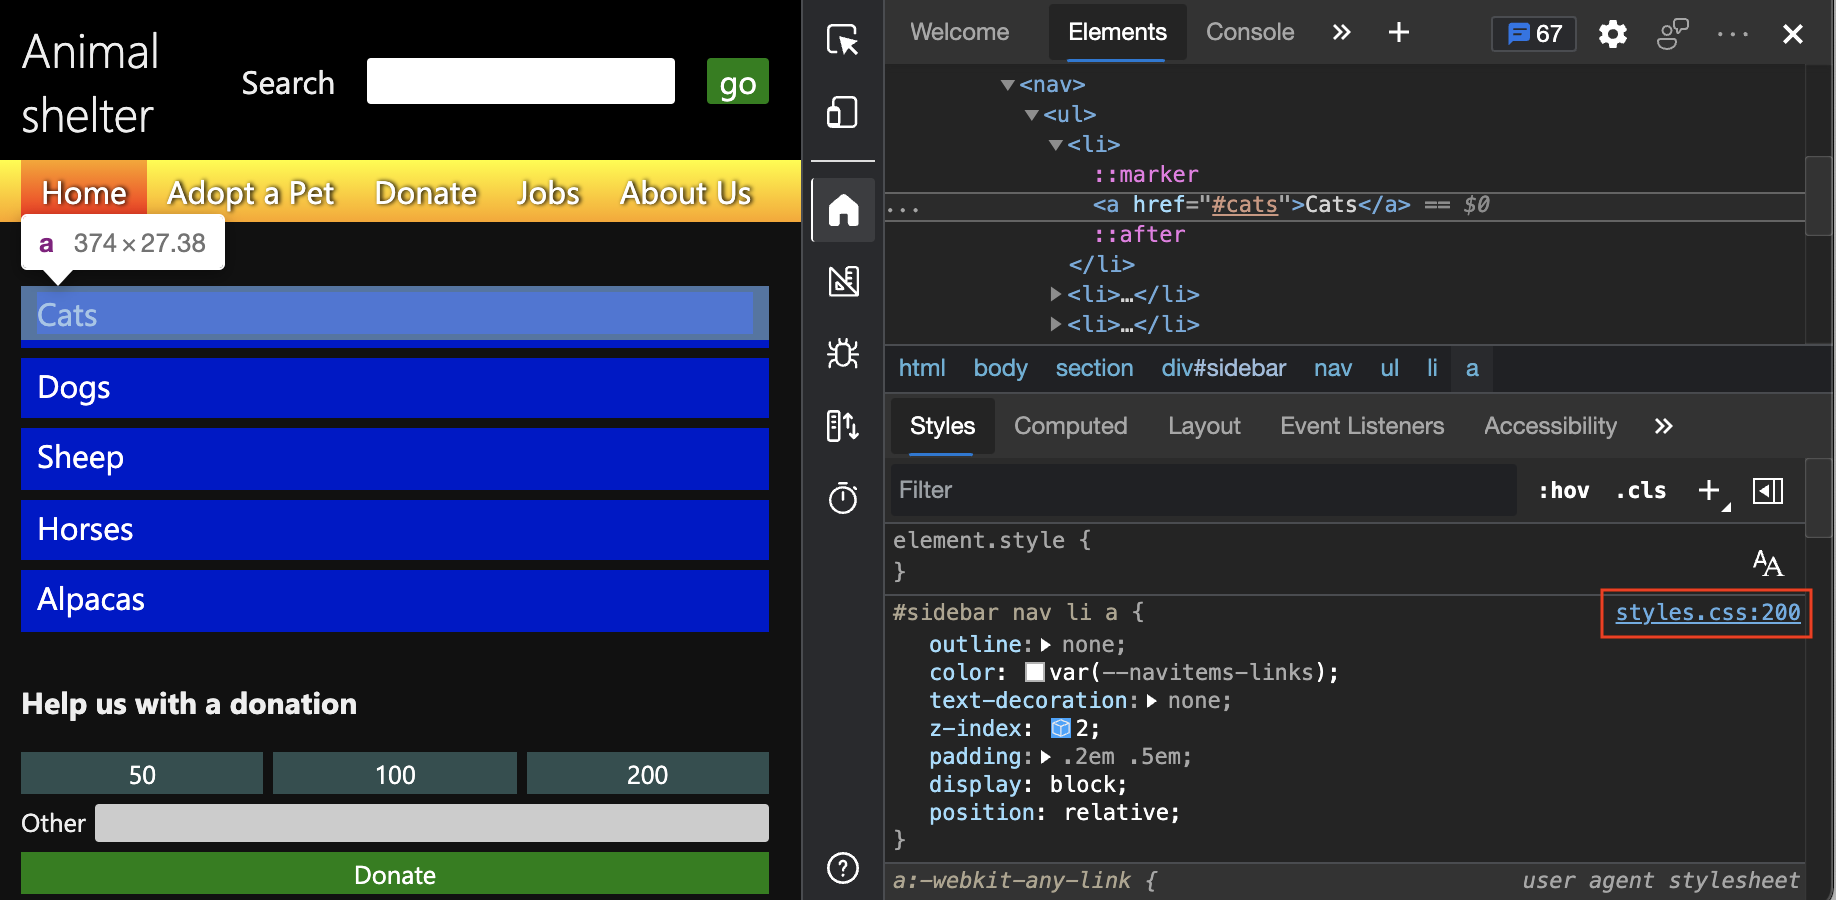 Animal
shelter
Search
go
Home Adopt a Pet Donate Jobs About Us
a 374 × 27.38
Cats
Dogs
Sheep
Horses
Alpacas
Help us with a donation
50 100 200
Other
Donate
Welcome Elements Console » + 67
<nav>
<ul>
<li>
::marker
... <a href="#cats">Cats</a> == $0
::after
</li>
<li>…</li>
<li>…</li>
html body section div#sidebar nav ul li a
Styles Computed Layout Event Listeners Accessibility »
Filter :hov .cls +
element.style {
}
AA
#sidebar nav li a { styles.css:200
outline: none;
color: var(--navitems-links);
text-decoration: none;
z-index: 2;
padding: .2em .5em;
display: block;
position: relative;
}
a:-webkit-any-link { user agent stylesheet